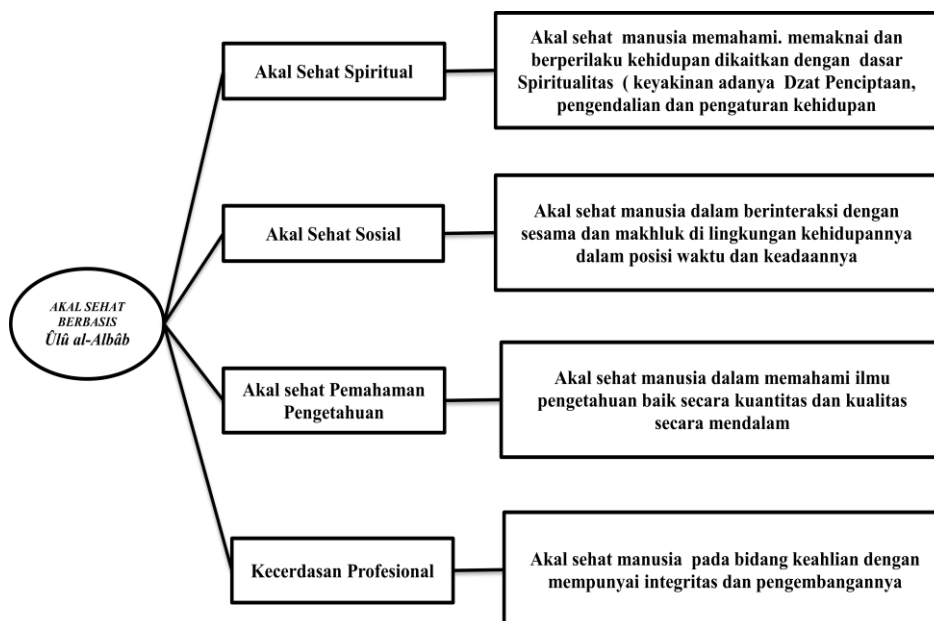 Akal Sehat Spiritual
Akal sehat manusia memahami. memaknai dan
berperilaku kehidupan dikaitkan dengan dasar
Spiritualitas ( keyakinan adanya Dzat Penciptaan,
pengendalian dan pengaturan kehidupan
Akal Sehat Sosial
Akal sehat manusia dalam berinteraksi dengan
sesama dan makhluk di lingkungan kehidupannya
dalam posisi waktu dan keadaannya
AKAL SEHAT
BERBASIS
Ûlû al-Albâb
Akal sehat Pemahaman
Pengetahuan
Akal sehat manusia dalam memahami ilmu
pengetahuan baik secara kuantitas dan kualitas
secara mendalam
Kecerdasan Profesional
Akal sehat manusia pada bidang keahlian dengan
mempunyai integritas dan pengembangannya